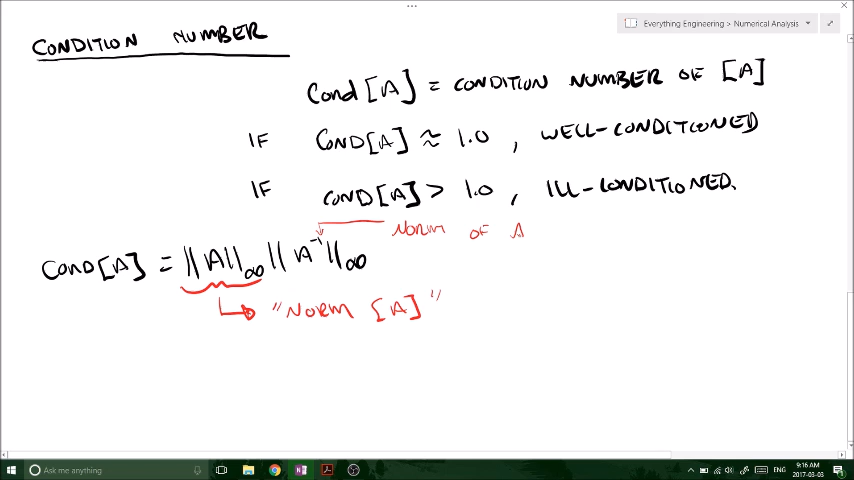 Everything Engineering > Numerical Analysis
CONDITION NUMBER
COND[A] = CONDITION NUMBER OF [A]
IF COND[A] ≈ 1.0 , WELL-CONDITIONED
IF COND[A] > 1.0 , ILL-CONDITIONED.
NORM OF A
COND[A] = ||A||∞ ||A⁻¹||∞
"NORM [A]"
Ask me anything
ENG
9:16 AM
2017-03-03